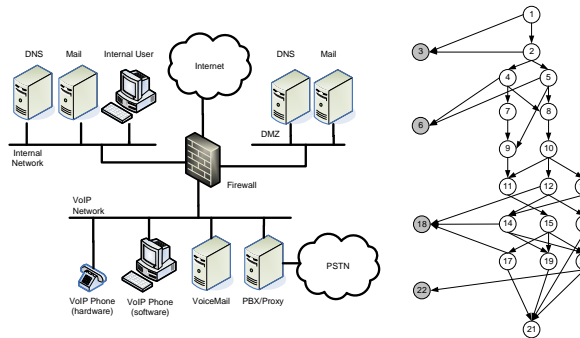 DNS Mail Internal User
Internet
DNS Mail
Internal
Network
DMZ
Firewall
VoIP
Network
VoIP Phone
(hardware)
VoIP Phone
(software)
VoiceMail
PBX/Proxy
PSTN
1
3
2
4
5
6
7
8
9
10
11
12
18
14
15
17
19
22
21